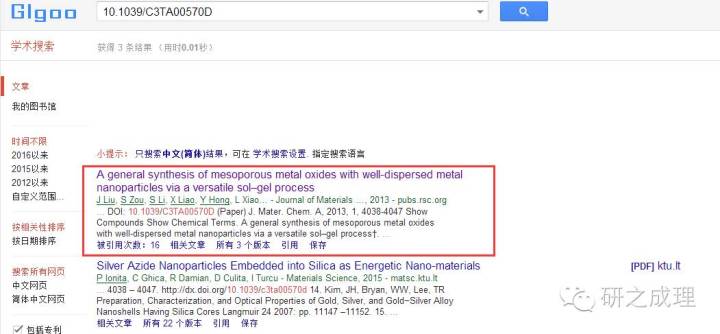 Glgoo
10.1039/C3TA00570D
学术搜索
获得 3 条结果 (用时0.01秒)
文章
我的图书馆
时间不限
2016以来
2015以来
2012以来
自定义范围...
按相关性排序
按日期排序
搜索所有网页
中文网页
简体中文网页
包括专利
小提示: 只搜索中文(简体)结果,可在 学术搜索设置. 指定搜索语言
A general synthesis of mesoporous metal oxides with well-dispersed metal
nanoparticles via a versatile sol–gel process
J Liu, S Zou, S Li, X Liao, Y Hong, L Xiao… - Journal of Materials …, 2013 - pubs.rsc.org
... DOI: 10.1039/C3TA00570D (Paper) J. Mater. Chem. A, 2013, 1, 4038-4047 Show
Compounds Show Chemical Terms. A general synthesis of mesoporous metal oxides
with well-dispersed metal nanoparticles via a versatile sol–gel process†. ...
被引用次数: 16 相关文章 所有 3 个版本 引用 保存
Silver Azide Nanoparticles Embedded into Silica as Energetic Nano-materials
[PDF] ktu.lt
P Ionita, C Ghica, R Damian, D Culita, I Turcu - Materials Science, 2015 - matsc.ktu.lt
... 4038 – 4047. http://dx.doi.org/10.1039/c3ta00570d 14. Kim, JH, Bryan, WW, Lee, TR
Preparation, Characterization, and Optical Properties of Gold, Silver, and Gold−Silver Alloy
Nanoshells Having Silica Cores Langmuir 24 2007: pp. 11147 –11152. 15. ...
相关文章 所有 22 个版本 引用 保存
研之成理